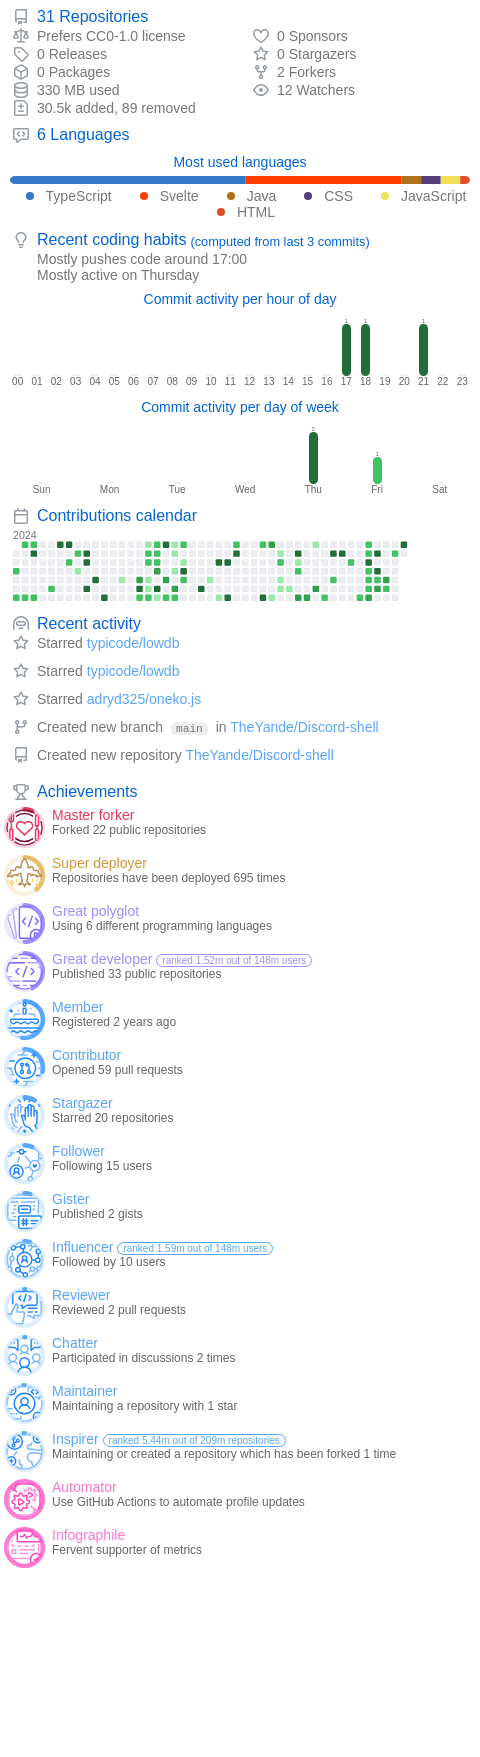 31 Repositories
Prefers CC0-1.0 license
0 Sponsors
0 Releases
0 Stargazers
0 Packages
2 Forkers
330 MB used
12 Watchers
30.5k added, 89 removed
6 Languages
Most used languages
TypeScript Svelte Java CSS JavaScript
HTML
Recent coding habits (computed from last 3 commits)
Mostly pushes code around 17:00
Mostly active on Thursday
Commit activity per hour of day
1 1 1
00 01 02 03 04 05 06 07 08 09 10 11 12 13 14 15 16 17 18 19 20 21 22 23
Commit activity per day of week
2 1
Sun Mon Tue Wed Thu Fri Sat
Contributions calendar
2024
Recent activity
Starred typicode/lowdb
Starred typicode/lowdb
Starred adryd325/oneko.js
Created new branch main in TheYande/Discord-shell
Created new repository TheYande/Discord-shell
Achievements
Master forker
Forked 22 public repositories
Super deployer
Repositories have been deployed 695 times
Great polyglot
Using 6 different programming languages
Great developer ranked 1.52m out of 148m users
Published 33 public repositories
Member
Registered 2 years ago
Contributor
Opened 59 pull requests
Stargazer
Starred 20 repositories
Follower
Following 15 users
Gister
Published 2 gists
Influencer ranked 1.59m out of 148m users
Followed by 10 users
Reviewer
Reviewed 2 pull requests
Chatter
Participated in discussions 2 times
Maintainer
Maintaining a repository with 1 star
Inspirer ranked 5.44m out of 209m repositories
Maintaining or created a repository which has been forked 1 time
Automator
Use GitHub Actions to automate profile updates
Infographile
Fervent supporter of metrics